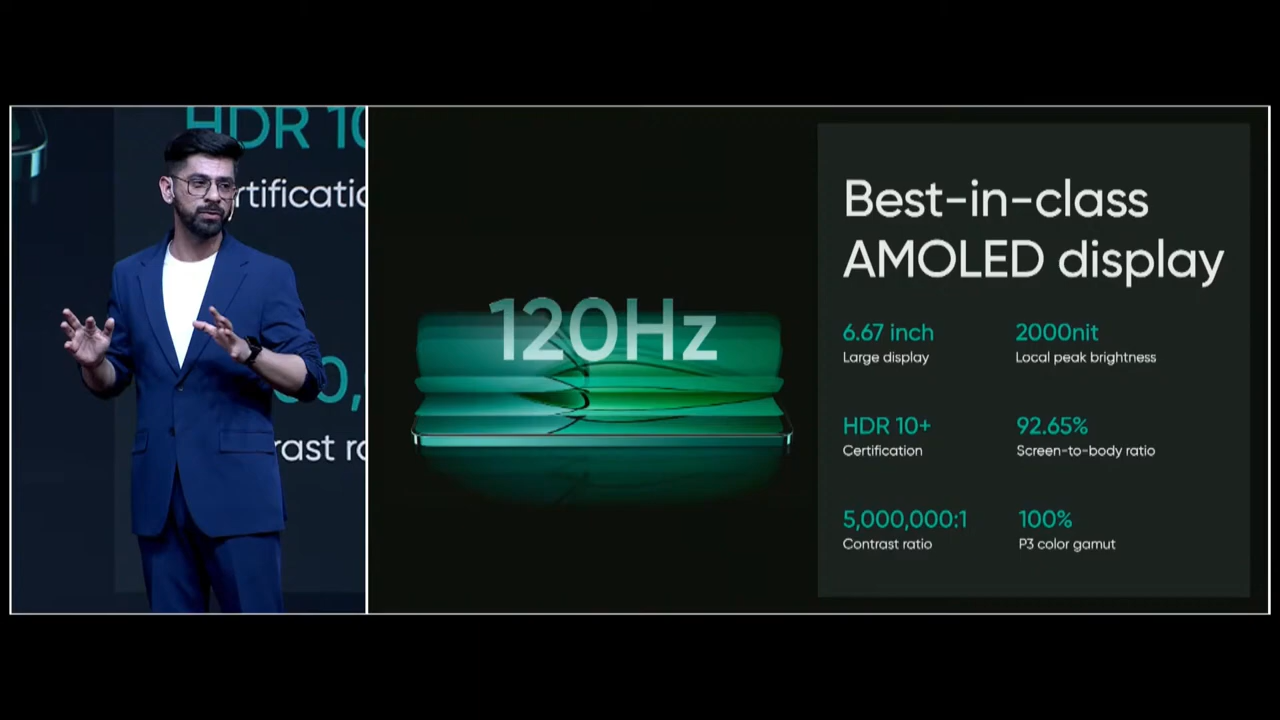 HDR 10
rtificatio
0,
rast ra
120Hz
Best-in-class
AMOLED display
6.67 inch
Large display
2000nit
Local peak brightness
HDR 10+
Certification
92.65%
Screen-to-body ratio
5,000,000:1
Contrast ratio
100%
P3 color gamut